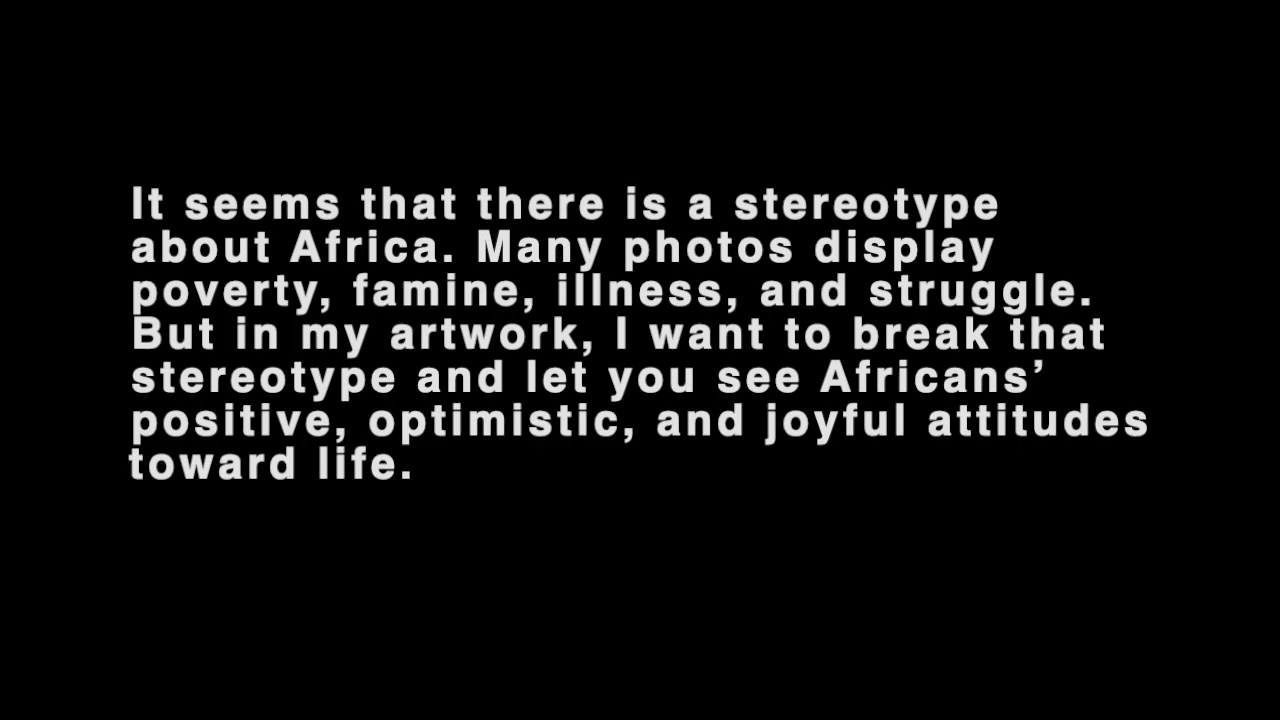 It seems that there is a stereotype
about Africa. Many photos display
poverty, famine, illness, and struggle.
But in my artwork, I want to break that
stereotype and let you see Africans’
positive, optimistic, and joyful attitudes
toward life.